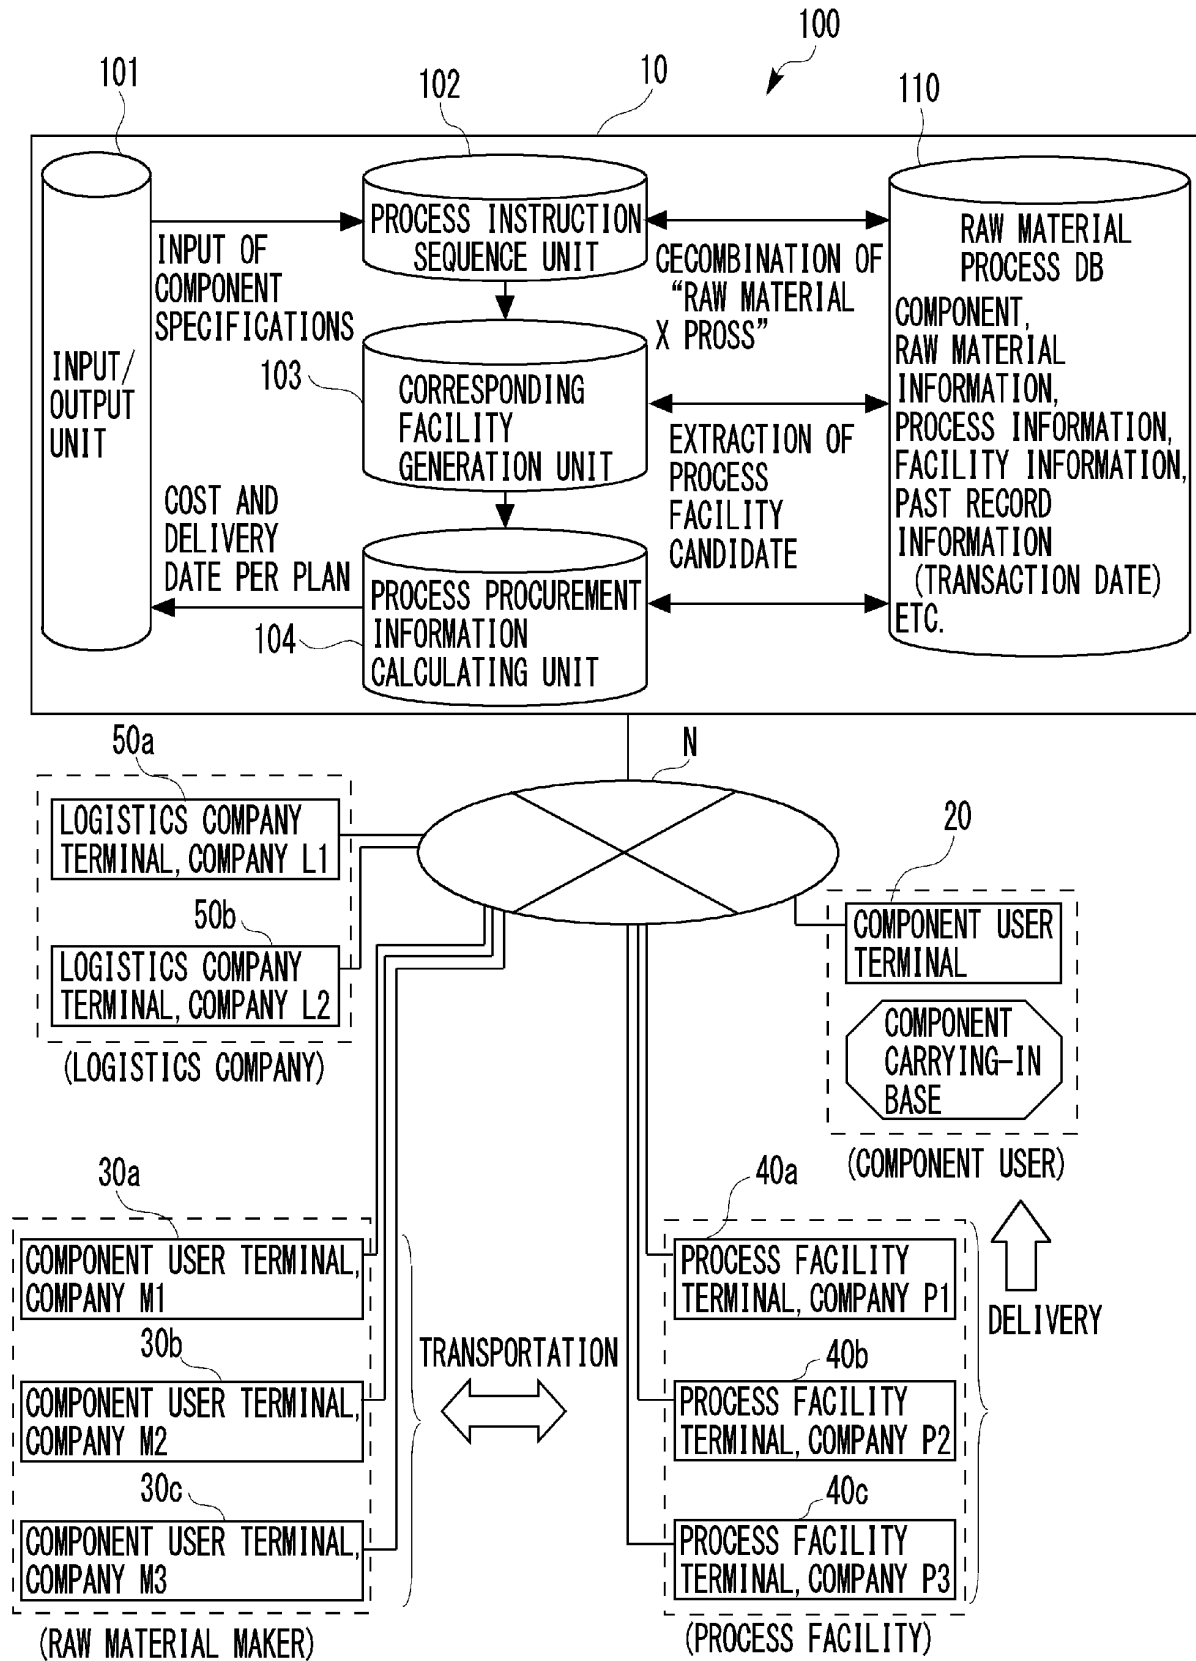 100
101
102
10
110
PROCESS INSTRUCTION
SEQUENCE UNIT
RAW MATERIAL
PROCESS DB
INPUT OF
COMPONENT
SPECIFICATIONS
CECOMBINATION OF
“RAW MATERIAL
X PROSS”
COMPONENT,
RAW MATERIAL
INFORMATION,
PROCESS INFORMATION,
FACILITY INFORMATION,
PAST RECORD
INFORMATION
(TRANSACTION DATE)
ETC.
INPUT/
OUTPUT
UNIT
103
CORRESPONDING
FACILITY
GENERATION UNIT
EXTRACTION OF
PROCESS
FACILITY
CANDIDATE
COST AND
DELIVERY
DATE PER PLAN
104
PROCESS PROCUREMENT
INFORMATION
CALCULATING UNIT
50a
N
LOGISTICS COMPANY
TERMINAL, COMPANY L1
20
50b
LOGISTICS COMPANY
TERMINAL, COMPANY L2
(LOGISTICS COMPANY)
COMPONENT USER
TERMINAL
COMPONENT
CARRYING-IN
BASE
(COMPONENT USER)
30a
COMPONENT USER TERMINAL,
COMPANY M1
30b
COMPONENT USER TERMINAL,
COMPANY M2
30c
COMPONENT USER TERMINAL,
COMPANY M3
(RAW MATERIAL MAKER)
TRANSPORTATION
40a
PROCESS FACILITY
TERMINAL, COMPANY P1
40b
PROCESS FACILITY
TERMINAL, COMPANY P2
40c
PROCESS FACILITY
TERMINAL, COMPANY P3
(PROCESS FACILITY)
DELIVERY